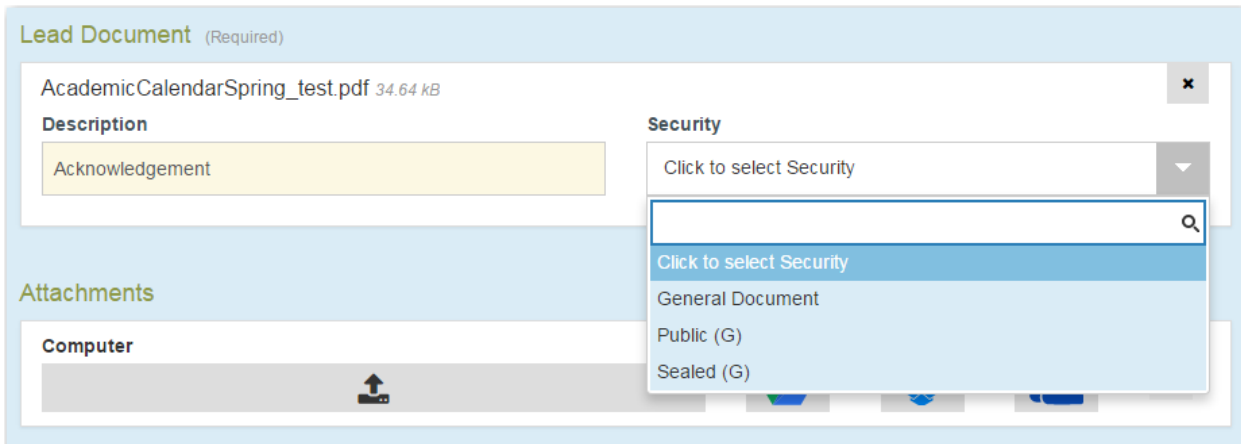 Lead Document (Required)
AcademicCalendarSpring_test.pdf 34.64 kB
Description
Security
Acknowledgement
Click to select Security
Click to select Security
General Document
Attachments
Public (G)
Computer
Sealed (G)